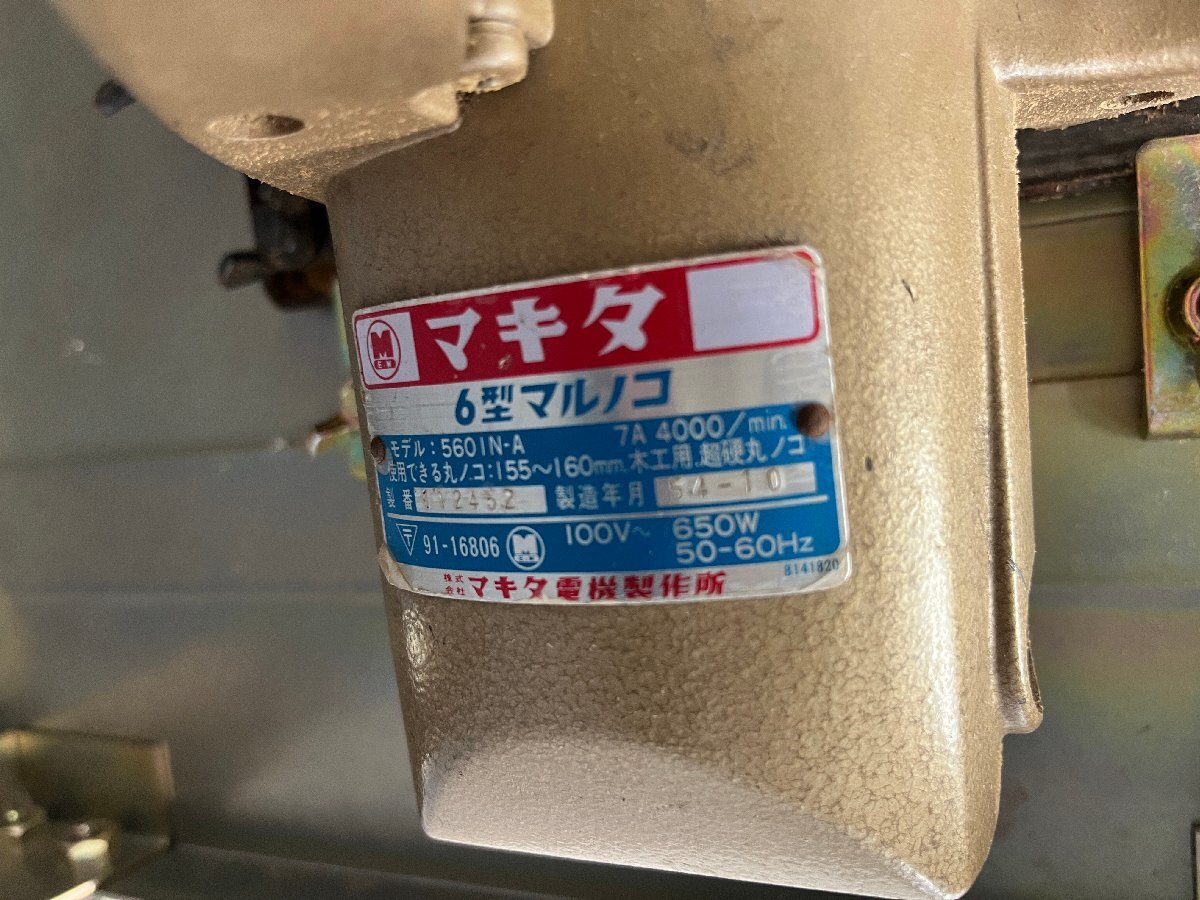 M
E W
マキタ
6型マルノコ
モデル:5601N-A 7A 4000/min.
使用できる丸ノコ:155〜160mm.木工用.超硬丸ノコ
製番 製造年月 54-10
〒 91-16806 M 100V〜 650W
50-60Hz
8141820
株式会社 マキタ電機製作所